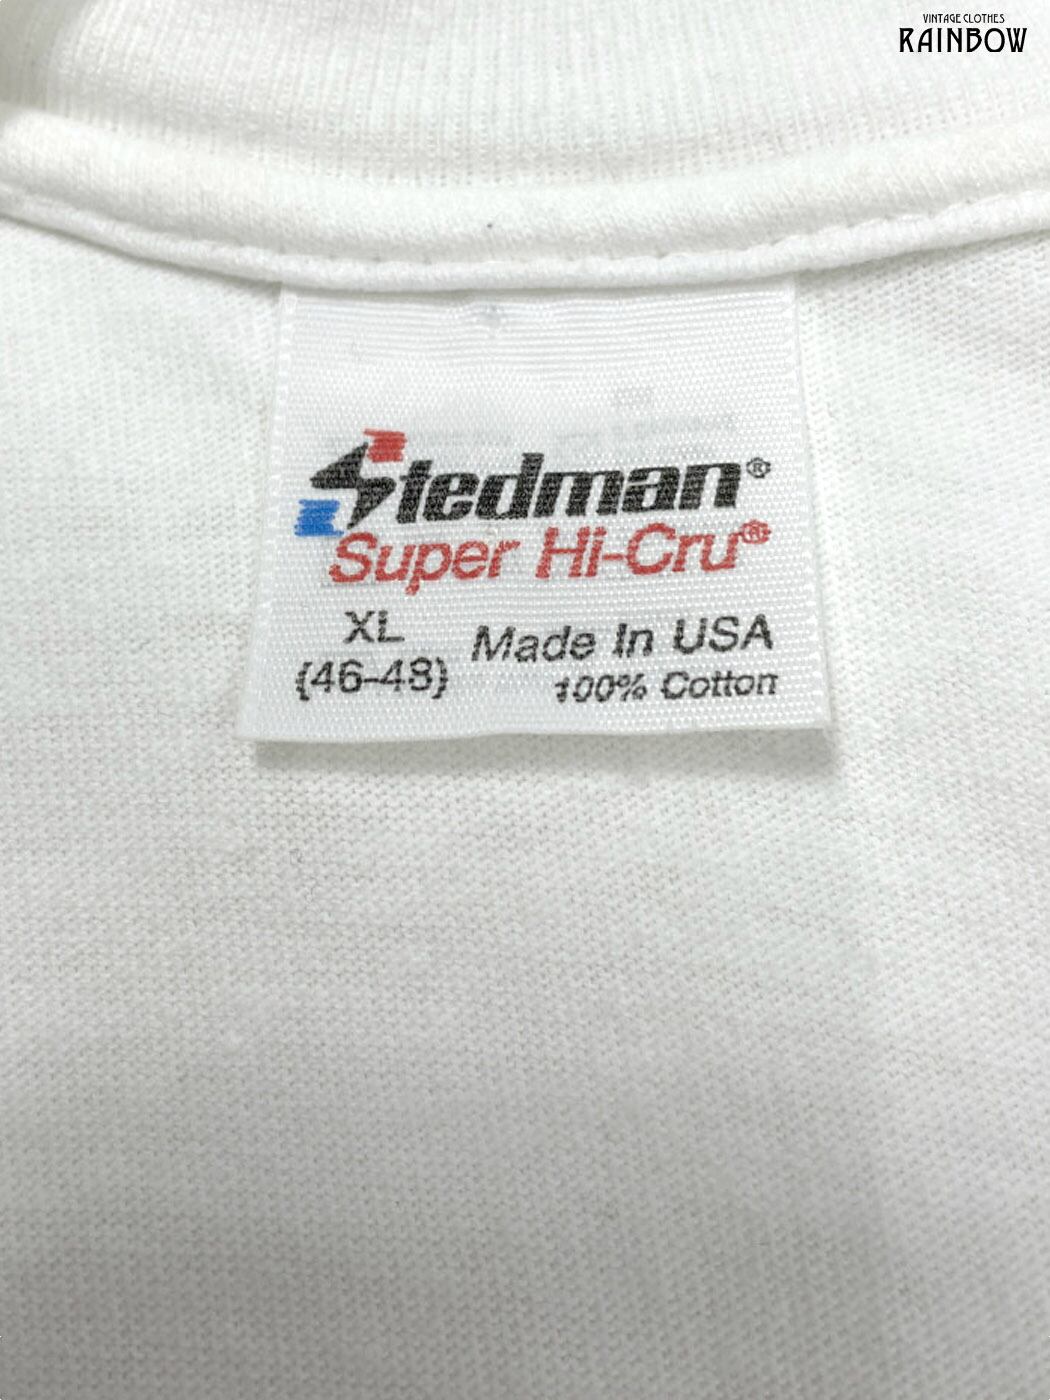 VINTAGE CLOTHES
RAINBOW
Stedman®
Super Hi-Cru®
XL
(46-48)
Made In USA
100% Cotton